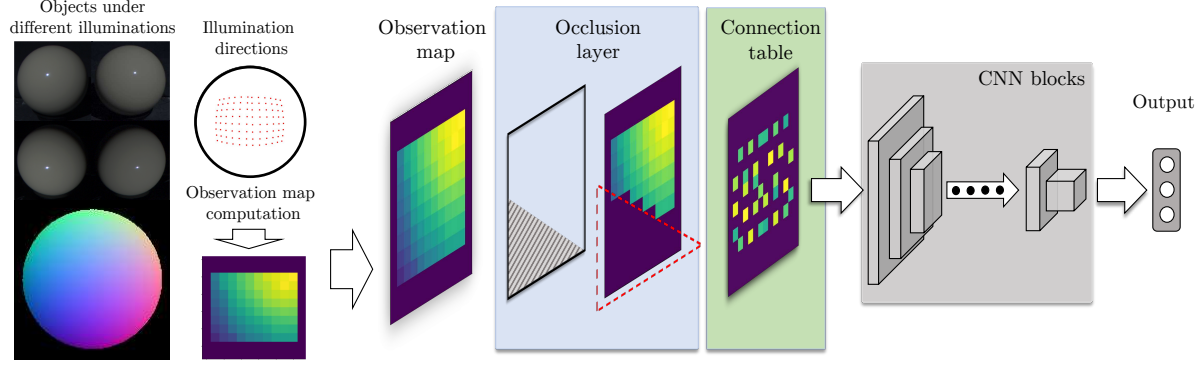 Objects under
different illuminations
Illumination
directions
Observation map
computation
Observation
map
Occlusion
layer
Connection
table
CNN blocks
Output